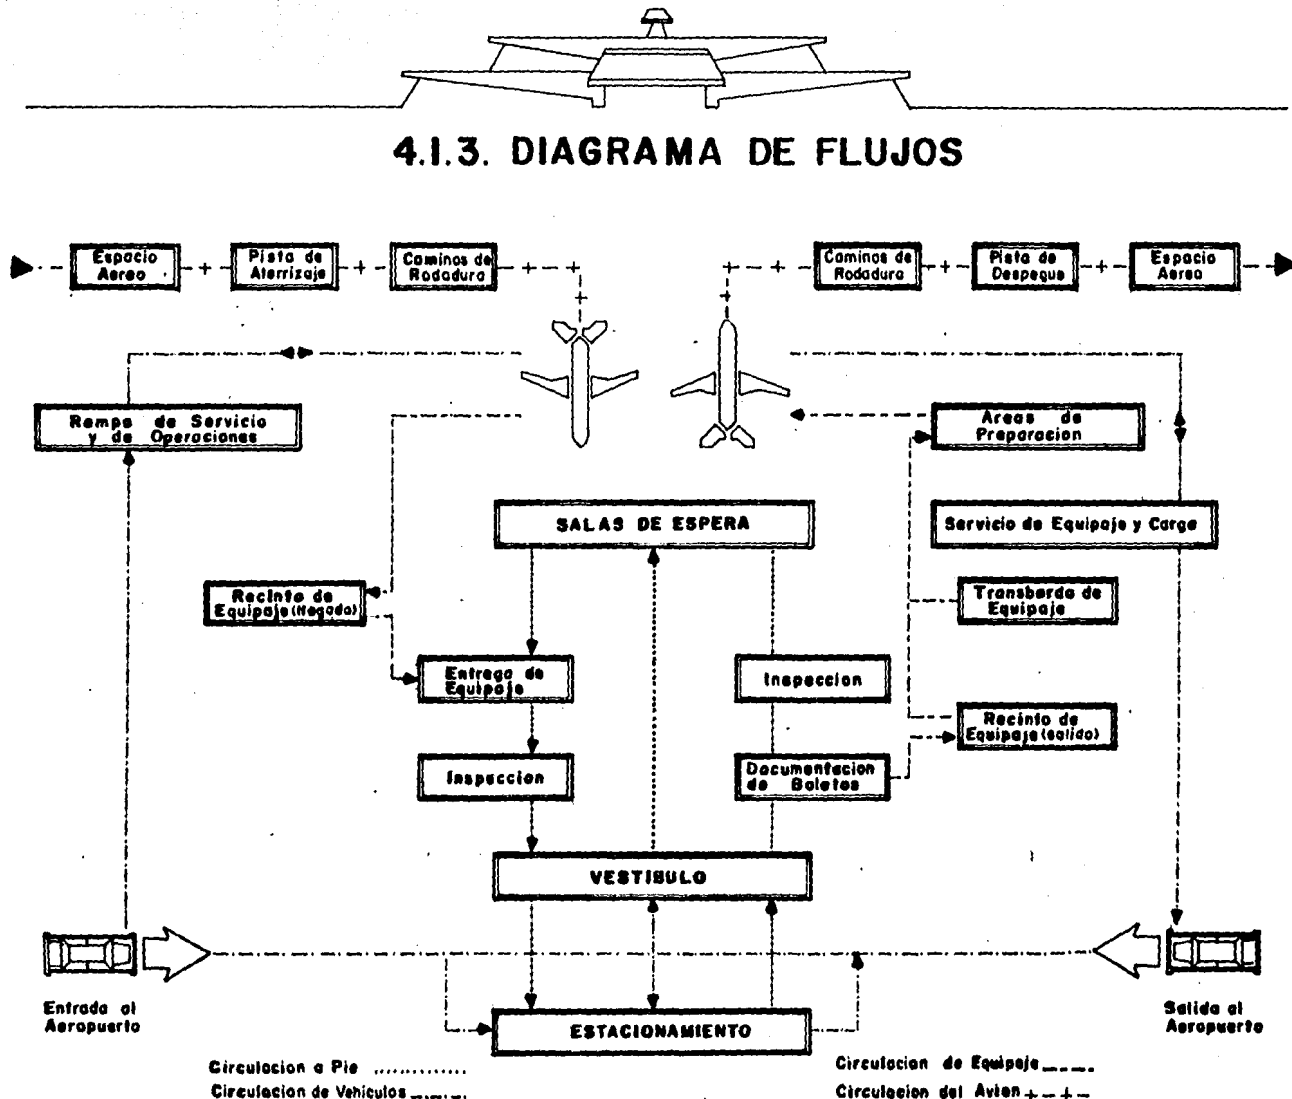 4.1.3. DIAGRAMA DE FLUJOS
Espacio
Aereo
Pista de
Aterrizaje
Caminos de
Rodadura
Caminos de
Rodadura
Pista de
Despegue
Espacio
Aereo
Rampa de Servicio
y de Operaciones
Areas de
Preparacion
SALAS DE ESPERA
Servicio de Equipaje y Carga
Recinto de
Equipaje (llegada)
Transbordo de
Equipaje
Entrega de
Equipaje
Inspeccion
Recinto de
Equipaje (salida)
Inspeccion
Documentacion
de Boletos
VESTIBULO
Entrada al
Aeropuerto
Salida al
Aeropuerto
ESTACIONAMIENTO
Circulacion a Pie
Circulacion de Equipaje
Circulacion de Vehiculos
Circulacion del Avion